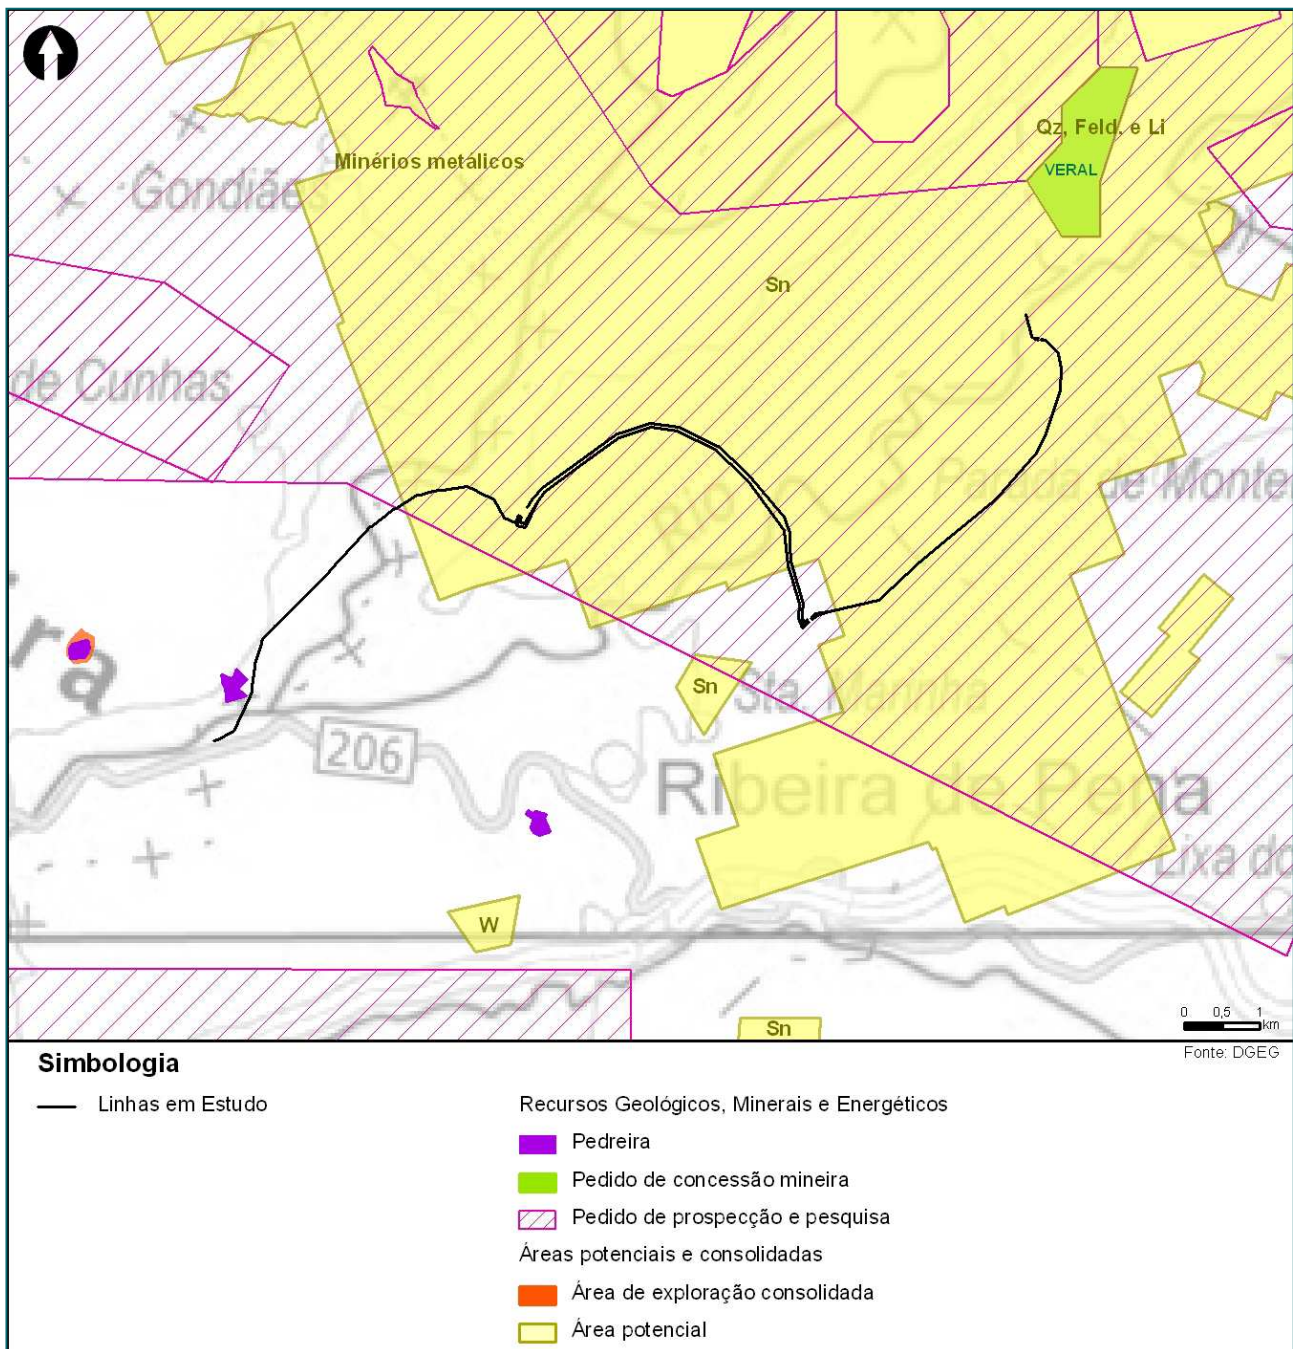 Qz, Feld. e Li
Minérios metálicos
VERAL
Gondiães
Sn
de Cunhas
Parada de Monte
Rio
ra
Sn
Sta. Marinha
206
Ribeira de Pena
Lixa do
W
Sn
0 0,5 1
km
Fonte: DGEG
Simbologia
Linhas em Estudo
Recursos Geológicos, Minerais e Energéticos
Pedreira
Pedido de concessão mineira
Pedido de prospecção e pesquisa
Áreas potenciais e consolidadas
Área de exploração consolidada
Área potencial